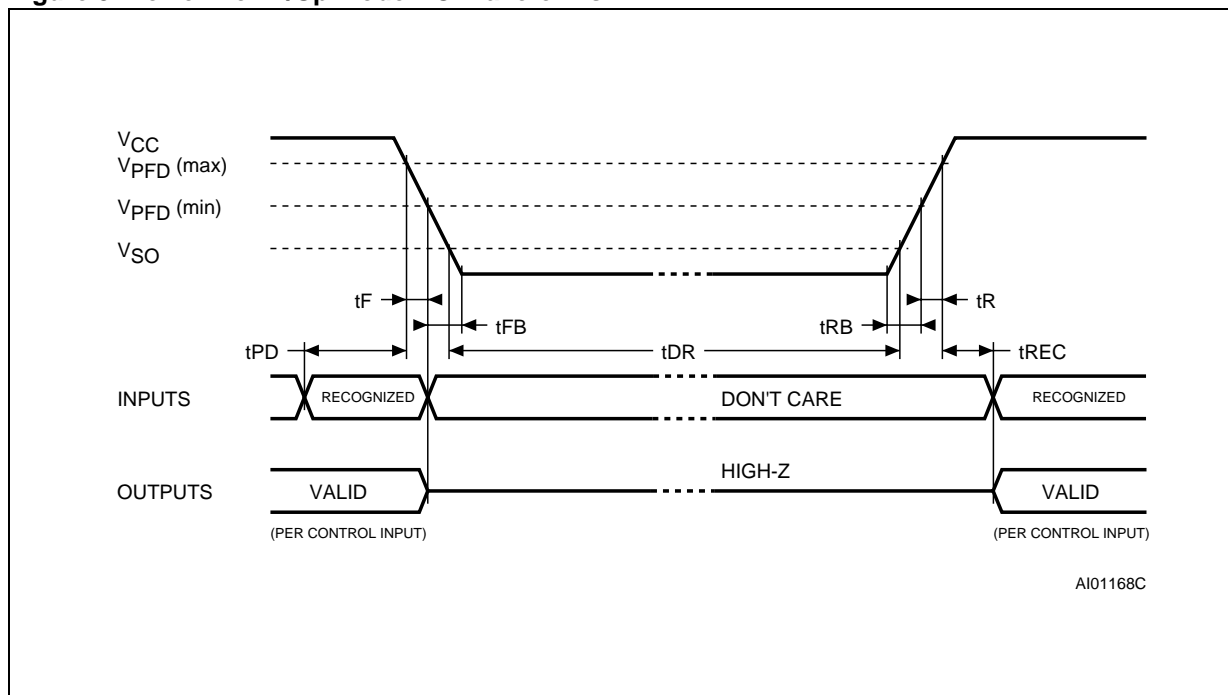 VCC
VPFD (max)
VPFD (min)
VSO
tF
tFB
tR
tRB
tPD
tDR
tREC
INPUTS
RECOGNIZED
DON'T CARE
RECOGNIZED
HIGH-Z
OUTPUTS
VALID
VALID
(PER CONTROL INPUT)
(PER CONTROL INPUT)
AI01168C